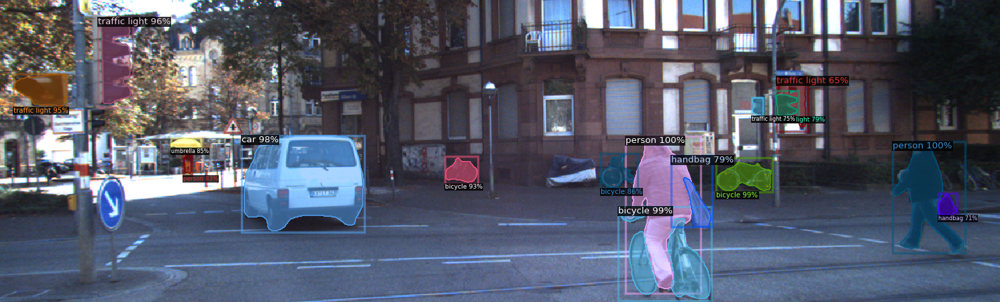 traffic light 96%
traffic light 65%
traffic light 95%
traffic light 75%
light 79%
car 98%
person 100%
person 100%
umbrella 85%
handbag 79%
person 83%
bicycle 93%
bicycle 86%
bicycle 99%
bicycle 99%
handbag 71%